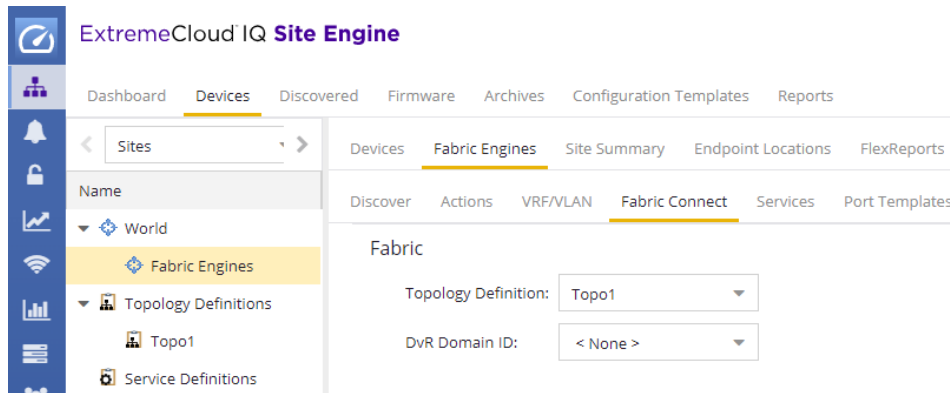 ExtremeCloud IQ Site Engine
Dashboard Devices Discovered Firmware Archives Configuration Templates Reports
Sites
Devices Fabric Engines Site Summary Endpoint Locations FlexReports
Name
Discover Actions VRF/VLAN Fabric Connect Services Port Templates
World
Fabric
Fabric Engines
Topology Definition: Topo1
Topology Definitions
Topo1
DvR Domain ID: < None >
Service Definitions